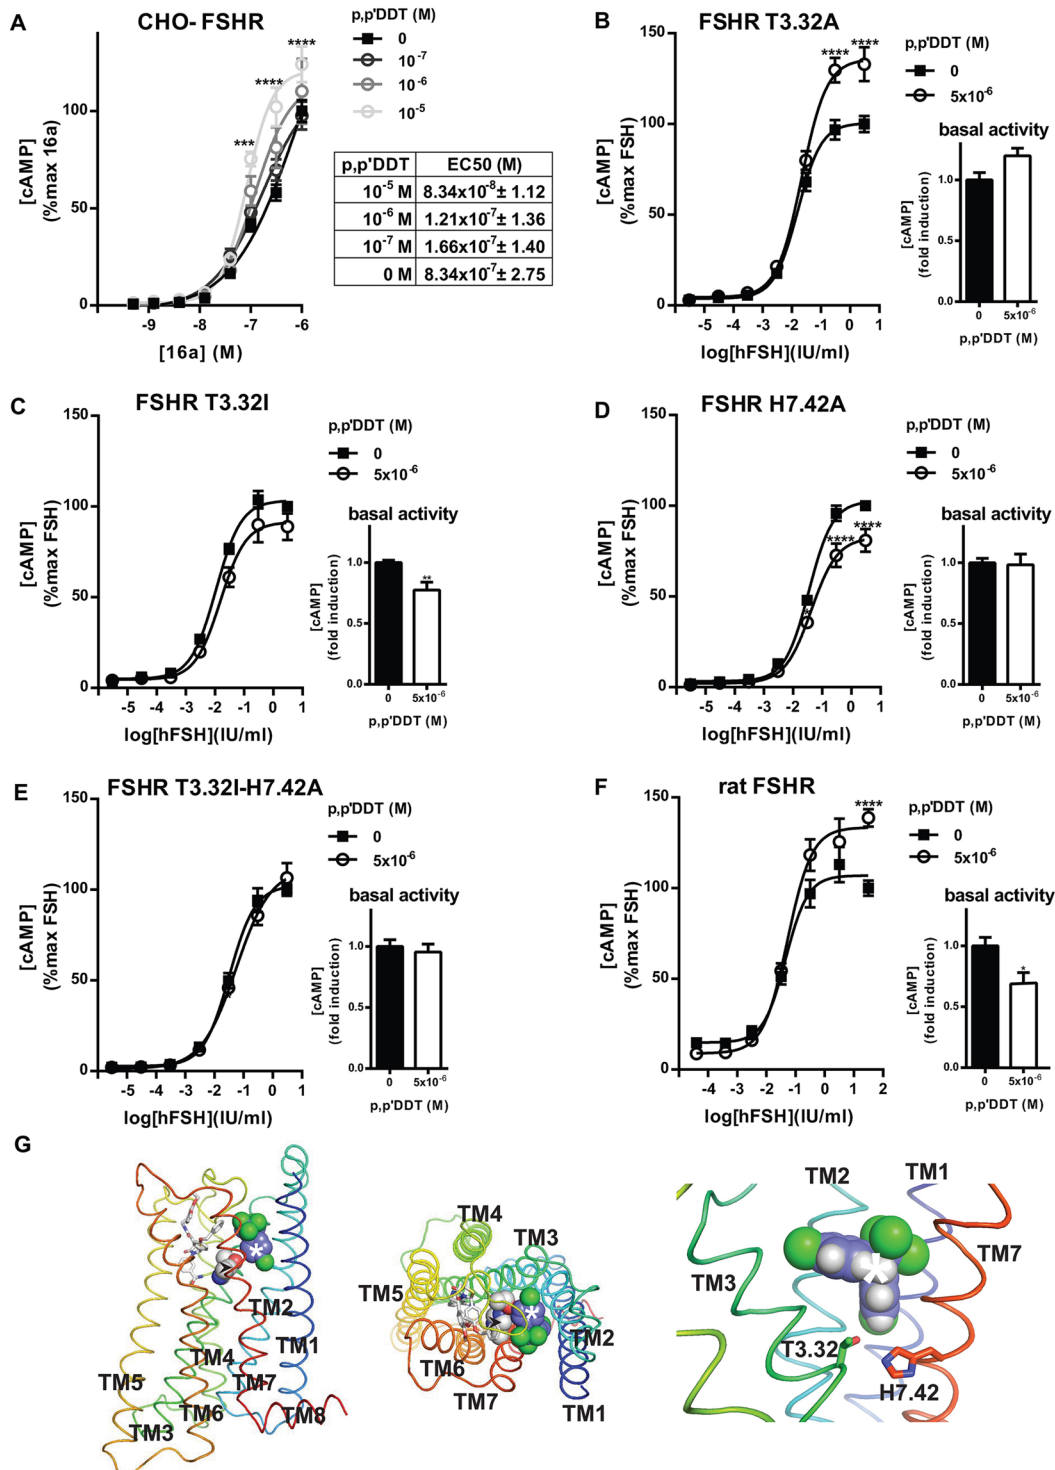 A
CHO- FSHR
p,p'DDT (M)
0
10-7
10-6
10-5
[cAMP]
(%max 16a)
100
50
0
***
****
****
-9 -8 -7 -6
[16a] (M)
p,p'DDT EC50 (M)
10-5 M 8.34x10-8± 1.12
10-6 M 1.21x10-7± 1.36
10-7 M 1.66x10-7± 1.40
0 M 8.34x10-7± 2.75
B
FSHR T3.32A
p,p'DDT (M)
0
5x10-6
[cAMP]
(%max FSH)
150
100
50
0
**** ****
-5 -4 -3 -2 -1 0 1
log[hFSH](IU/ml)
basal activity
[cAMP]
(fold induction)
1.0
0.5
0.0
0 5x10-6
p,p'DDT (M)
C
FSHR T3.32I
p,p'DDT (M)
0
5x10-6
[cAMP]
(%max FSH)
150
100
50
0
-5 -4 -3 -2 -1 0 1
log[hFSH](IU/ml)
basal activity
[cAMP]
(fold induction)
1.0
0.5
0.0
**
0 5x10-6
p,p'DDT (M)
D
FSHR H7.42A
p,p'DDT (M)
0
5x10-6
[cAMP]
(%max FSH)
150
100
50
0
*
****
****
-5 -4 -3 -2 -1 0 1
log[hFSH](IU/ml)
basal activity
[cAMP]
(fold induction)
1.0
0.5
0.0
0 5x10-6
p,p'DDT (M)
E
FSHR T3.32I-H7.42A
p,p'DDT (M)
0
5x10-6
[cAMP]
(%max FSH)
150
100
50
0
-5 -4 -3 -2 -1 0 1
log[hFSH](IU/ml)
basal activity
[cAMP]
(fold induction)
1.0
0.5
0.0
0 5x10-6
p,p'DDT (M)
F
rat FSHR
p,p'DDT (M)
0
5x10-6
[cAMP]
(%max FSH)
150
100
50
0
****
-4 -3 -2 -1 0 1 2
log[hFSH](IU/ml)
basal activity
[cAMP]
(fold induction)
1.0
0.5
0.0
*
0 5x10-6
p,p'DDT (M)
G
*
TM2
TM1
TM4
TM7
TM5
TM6
TM8
TM3
TM4
TM3
TM5
*
TM2
TM6
TM7
TM1
TM2
TM1
TM7
TM3
*
T3.32
H7.42